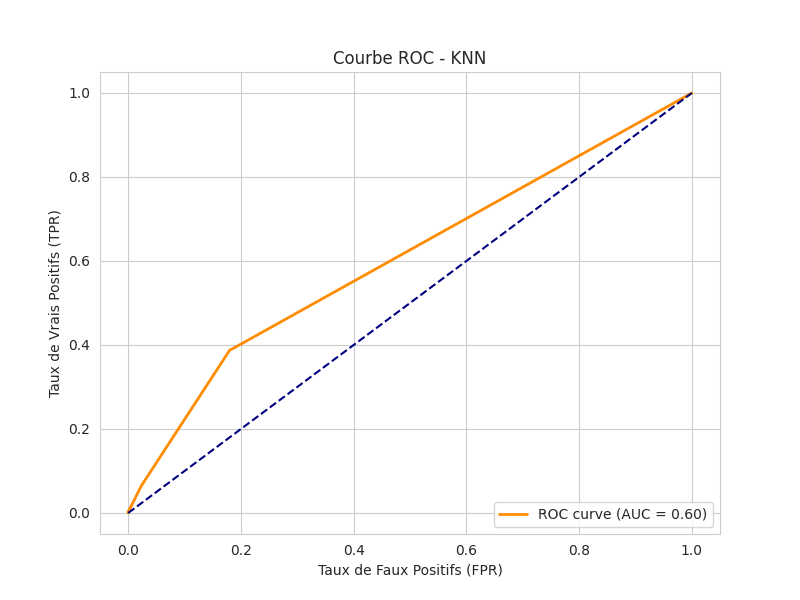 Courbe ROC - KNN
1.0
0.8
0.6
0.4
0.2
0.0
Taux de Vrais Positifs (TPR)
ROC curve (AUC = 0.60)
0.0 0.2 0.4 0.6 0.8 1.0
Taux de Faux Positifs (FPR)